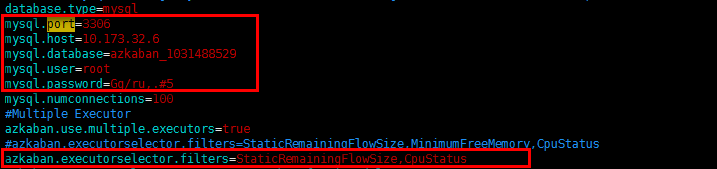 database.type=mysql
mysql.port=3306
mysql.host=10.173.32.6
mysql.database=azkaban_1031488529
mysql.user=root
mysql.password=Gg/ru,.#5
mysql.numconnections=100
#Multiple Executor
azkaban.use.multiple.executors=true
#azkaban.executorselector.filters=StaticRemainingFlowSize,MinimumFreeMemory,CpuStatus
azkaban.executorselector.filters=StaticRemainingFlowSize,CpuStatus